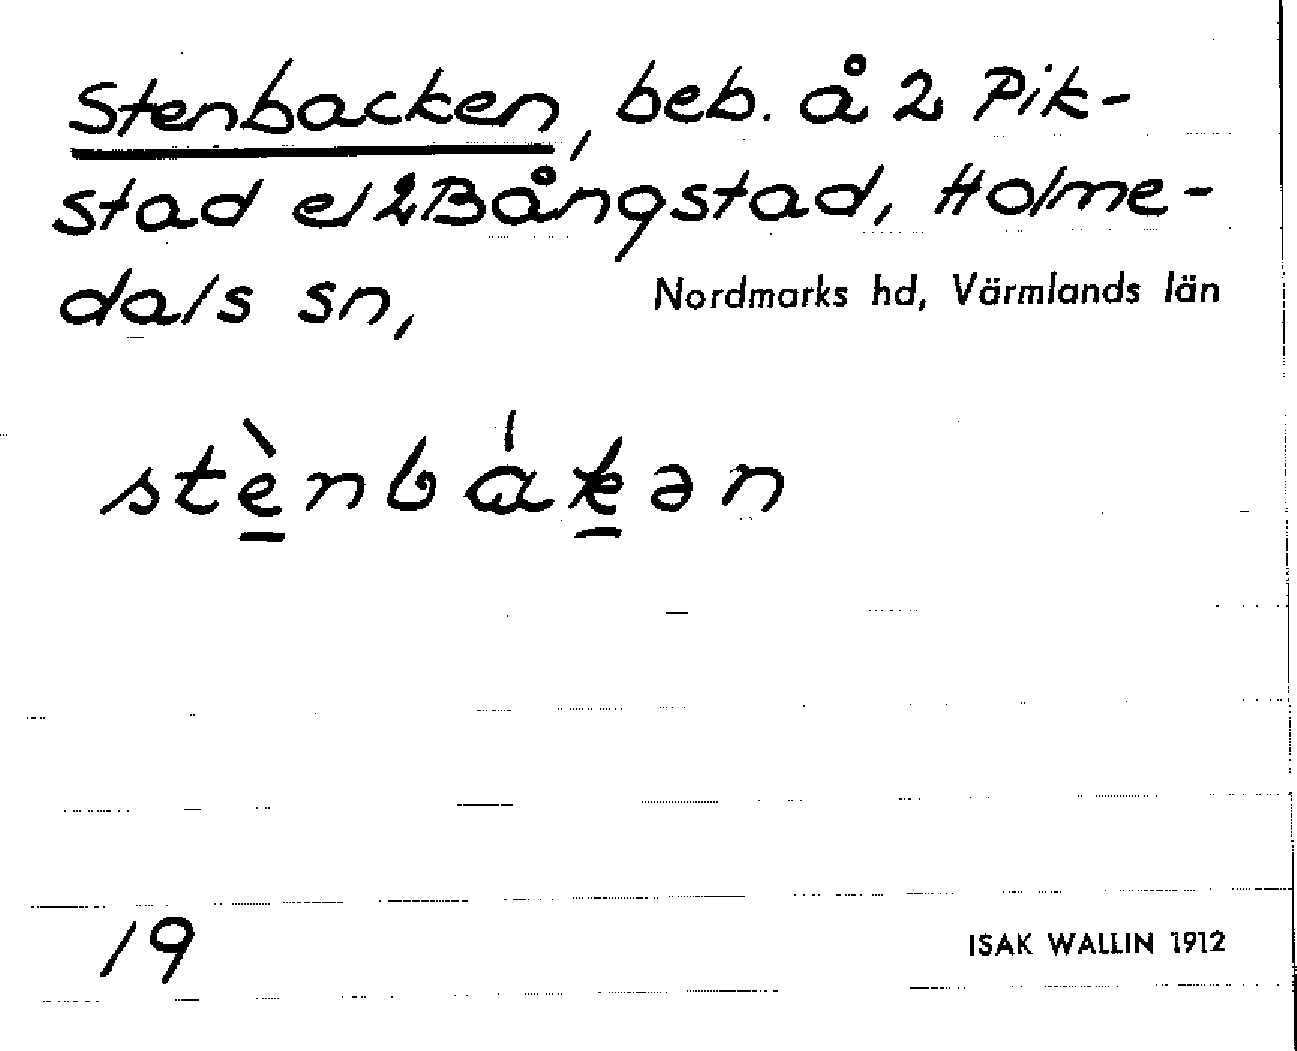 Stenbacken, beb. å 2 Pik-
stad el 2 Bångstad, Holme-
dals sn, Nordmarks hd, Värmlands län
stènbákən
19
ISAK WALLIN 1912